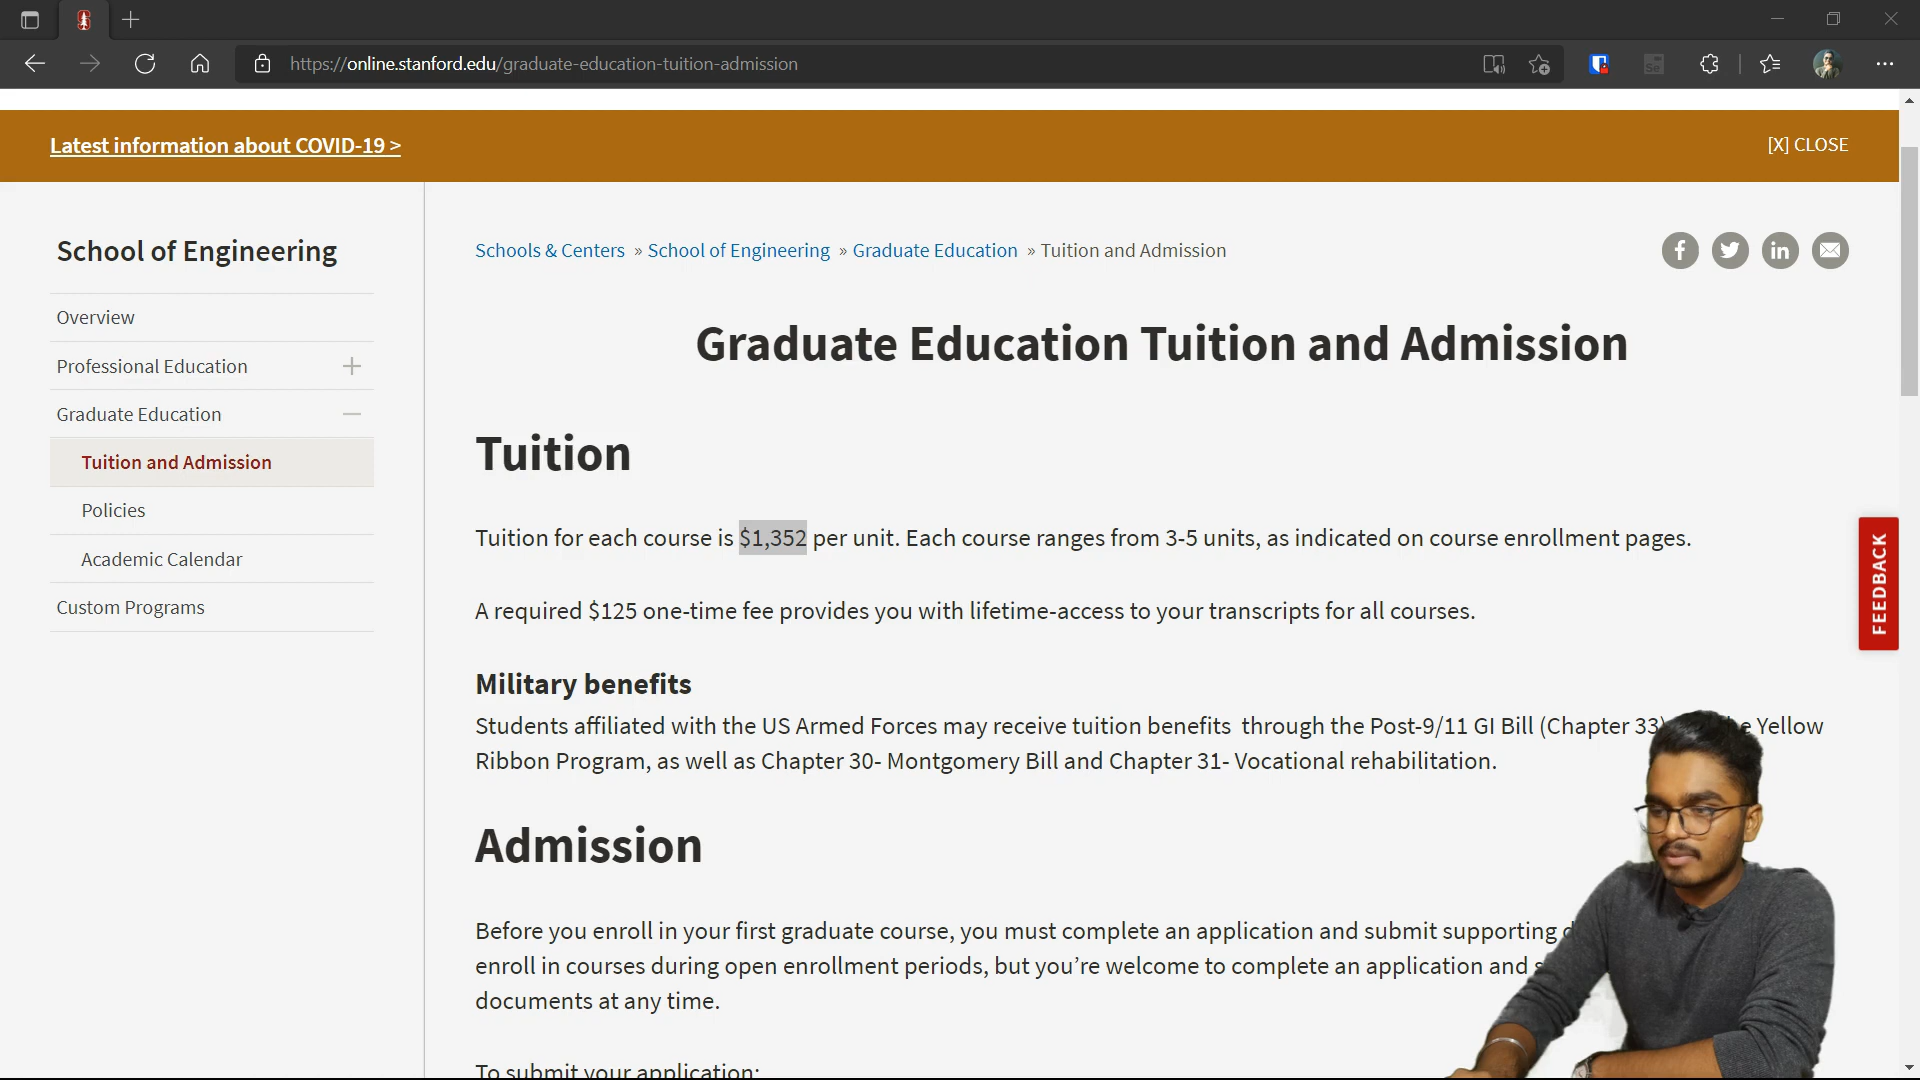 https://online.stanford.edu/graduate-education-tuition-admission
Latest information about COVID-19 >
[X] CLOSE
School of Engineering
Overview
Professional Education
Graduate Education
Tuition and Admission
Policies
Academic Calendar
Custom Programs
Schools & Centers » School of Engineering » Graduate Education » Tuition and Admission
Graduate Education Tuition and Admission
Tuition
Tuition for each course is $1,352 per unit. Each course ranges from 3-5 units, as indicated on course enrollment pages.
A required $125 one-time fee provides you with lifetime-access to your transcripts for all courses.
Military benefits
Students affiliated with the US Armed Forces may receive tuition benefits through the Post-9/11 GI Bill (Chapter 33) Yellow
Ribbon Program, as well as Chapter 30- Montgomery Bill and Chapter 31- Vocational rehabilitation.
Admission
Before you enroll in your first graduate course, you must complete an application and submit supporting
enroll in courses during open enrollment periods, but you’re welcome to complete an application and
documents at any time.
To submit your application:
FEEDBACK